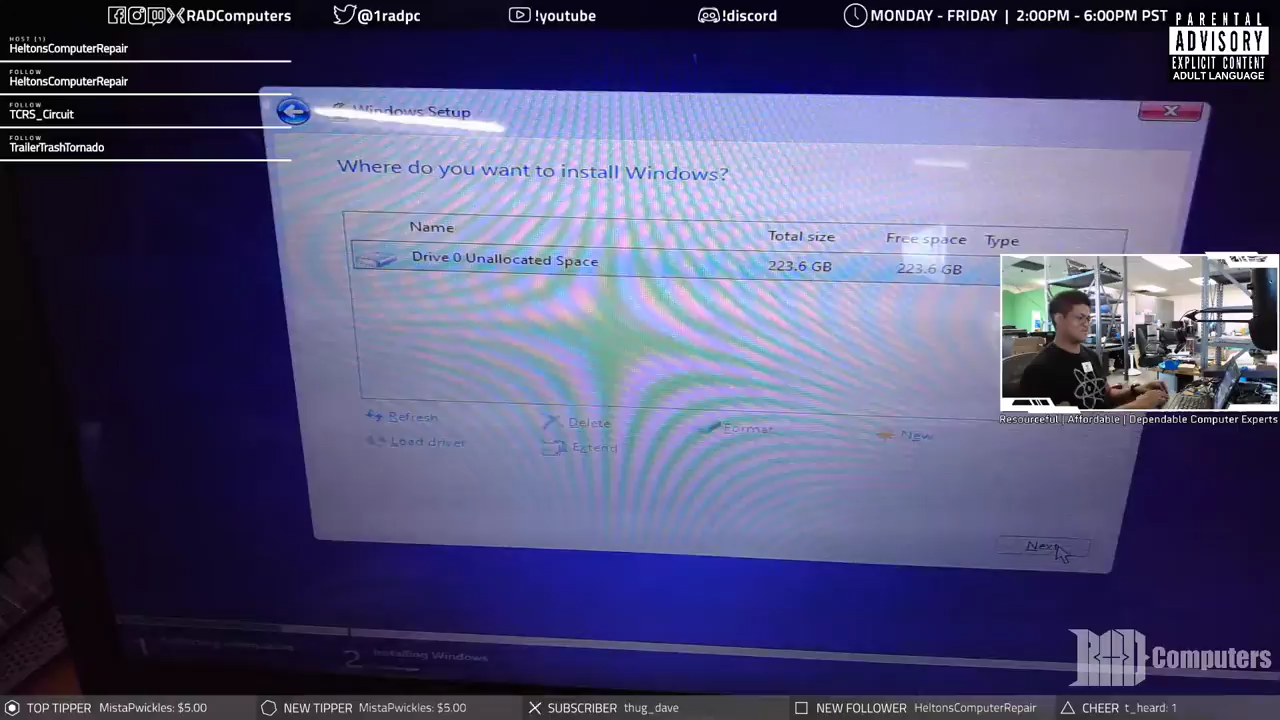 RADComputers
@1radpc
!youtube
!discord
MONDAY - FRIDAY | 2:00PM - 6:00PM PST
PARENTAL
ADVISORY
EXPLICIT CONTENT
ADULT LANGUAGE
HOST [1]
HeltonsComputerRepair
FOLLOW
HeltonsComputerRepair
FOLLOW
TCRS_Circuit
FOLLOW
TrailerTrashTornado
Windows Setup
Where do you want to install Windows?
Name Total size Free space Type
Drive 0 Unallocated Space 223.6 GB 223.6 GB
Refresh Delete Format New
Load driver Extend
Next
Resourceful | Affordable | Dependable Computer Experts
1
2 Installing Windows
RAD Computers
TOP TIPPER MistaPwickles: $5.00 NEW TIPPER MistaPwickles: $5.00 SUBSCRIBER thug_dave NEW FOLLOWER HeltonsComputerRepair CHEER t_heard: 1